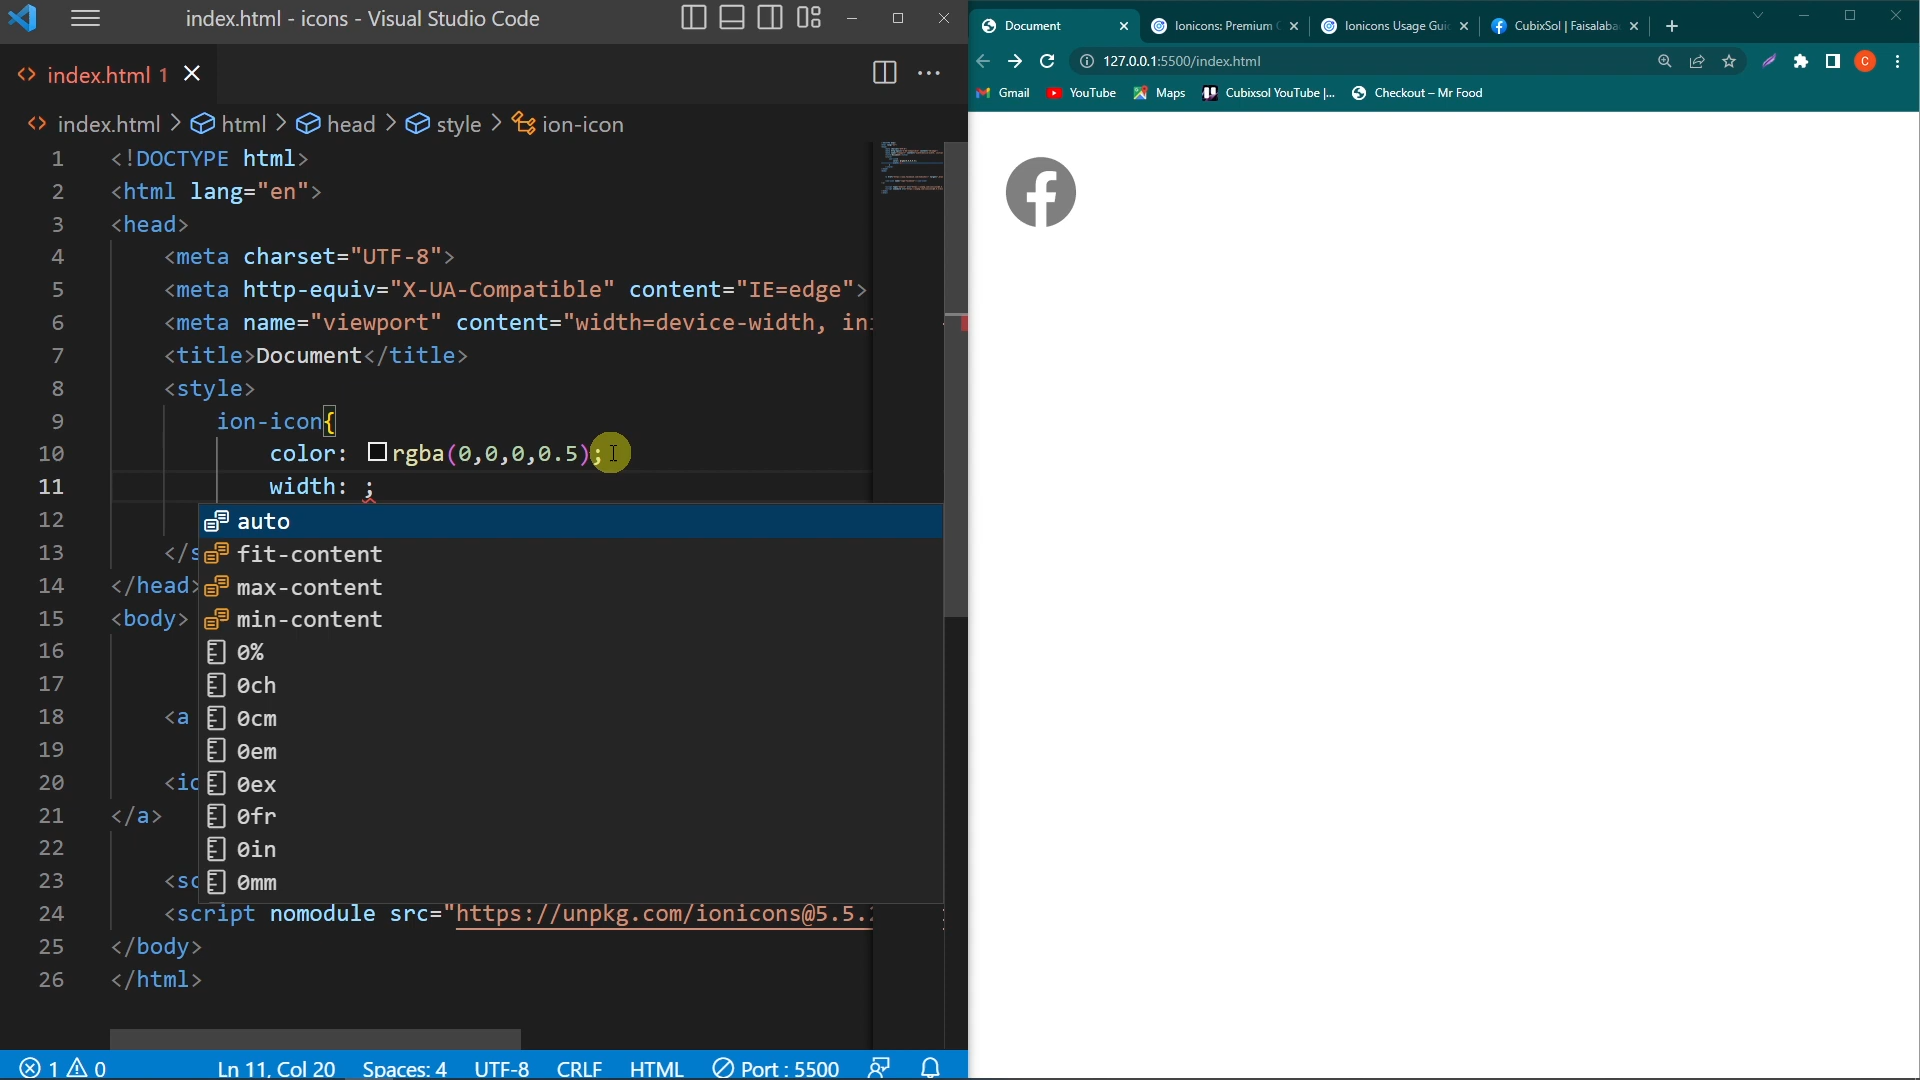 index.html - icons - Visual Studio Code
index.html 1
index.html > html > head > style > ion-icon
1 <!DOCTYPE html>
2 <html lang="en">
3 <head>
4 <meta charset="UTF-8">
5 <meta http-equiv="X-UA-Compatible" content="IE=edge">
6 <meta name="viewport" content="width=device-width, in
7 <title>Document</title>
8 <style>
9 ion-icon{
10 color: rgba(0,0,0,0.5);
11 width: ;
12 auto
13 </s fit-content
14 </head> max-content
15 <body> min-content
16 0%
17 0ch
18 <a 0cm
19 0em
20 <ic 0ex
21 </a> 0fr
22 0in
23 <sc 0mm
24 <script nomodule src="https://unpkg.com/ionicons@5.5.
25 </body>
26 </html>
1 0 Ln 11, Col 20 Spaces: 4 UTF-8 CRLF HTML Port : 5500
Document Ionicons: Premium Ionicons Usage Gui CubixSol | Faisalaba
127.0.0.1:5500/index.html C
Gmail YouTube Maps Cubixsol YouTube |... Checkout – Mr Food